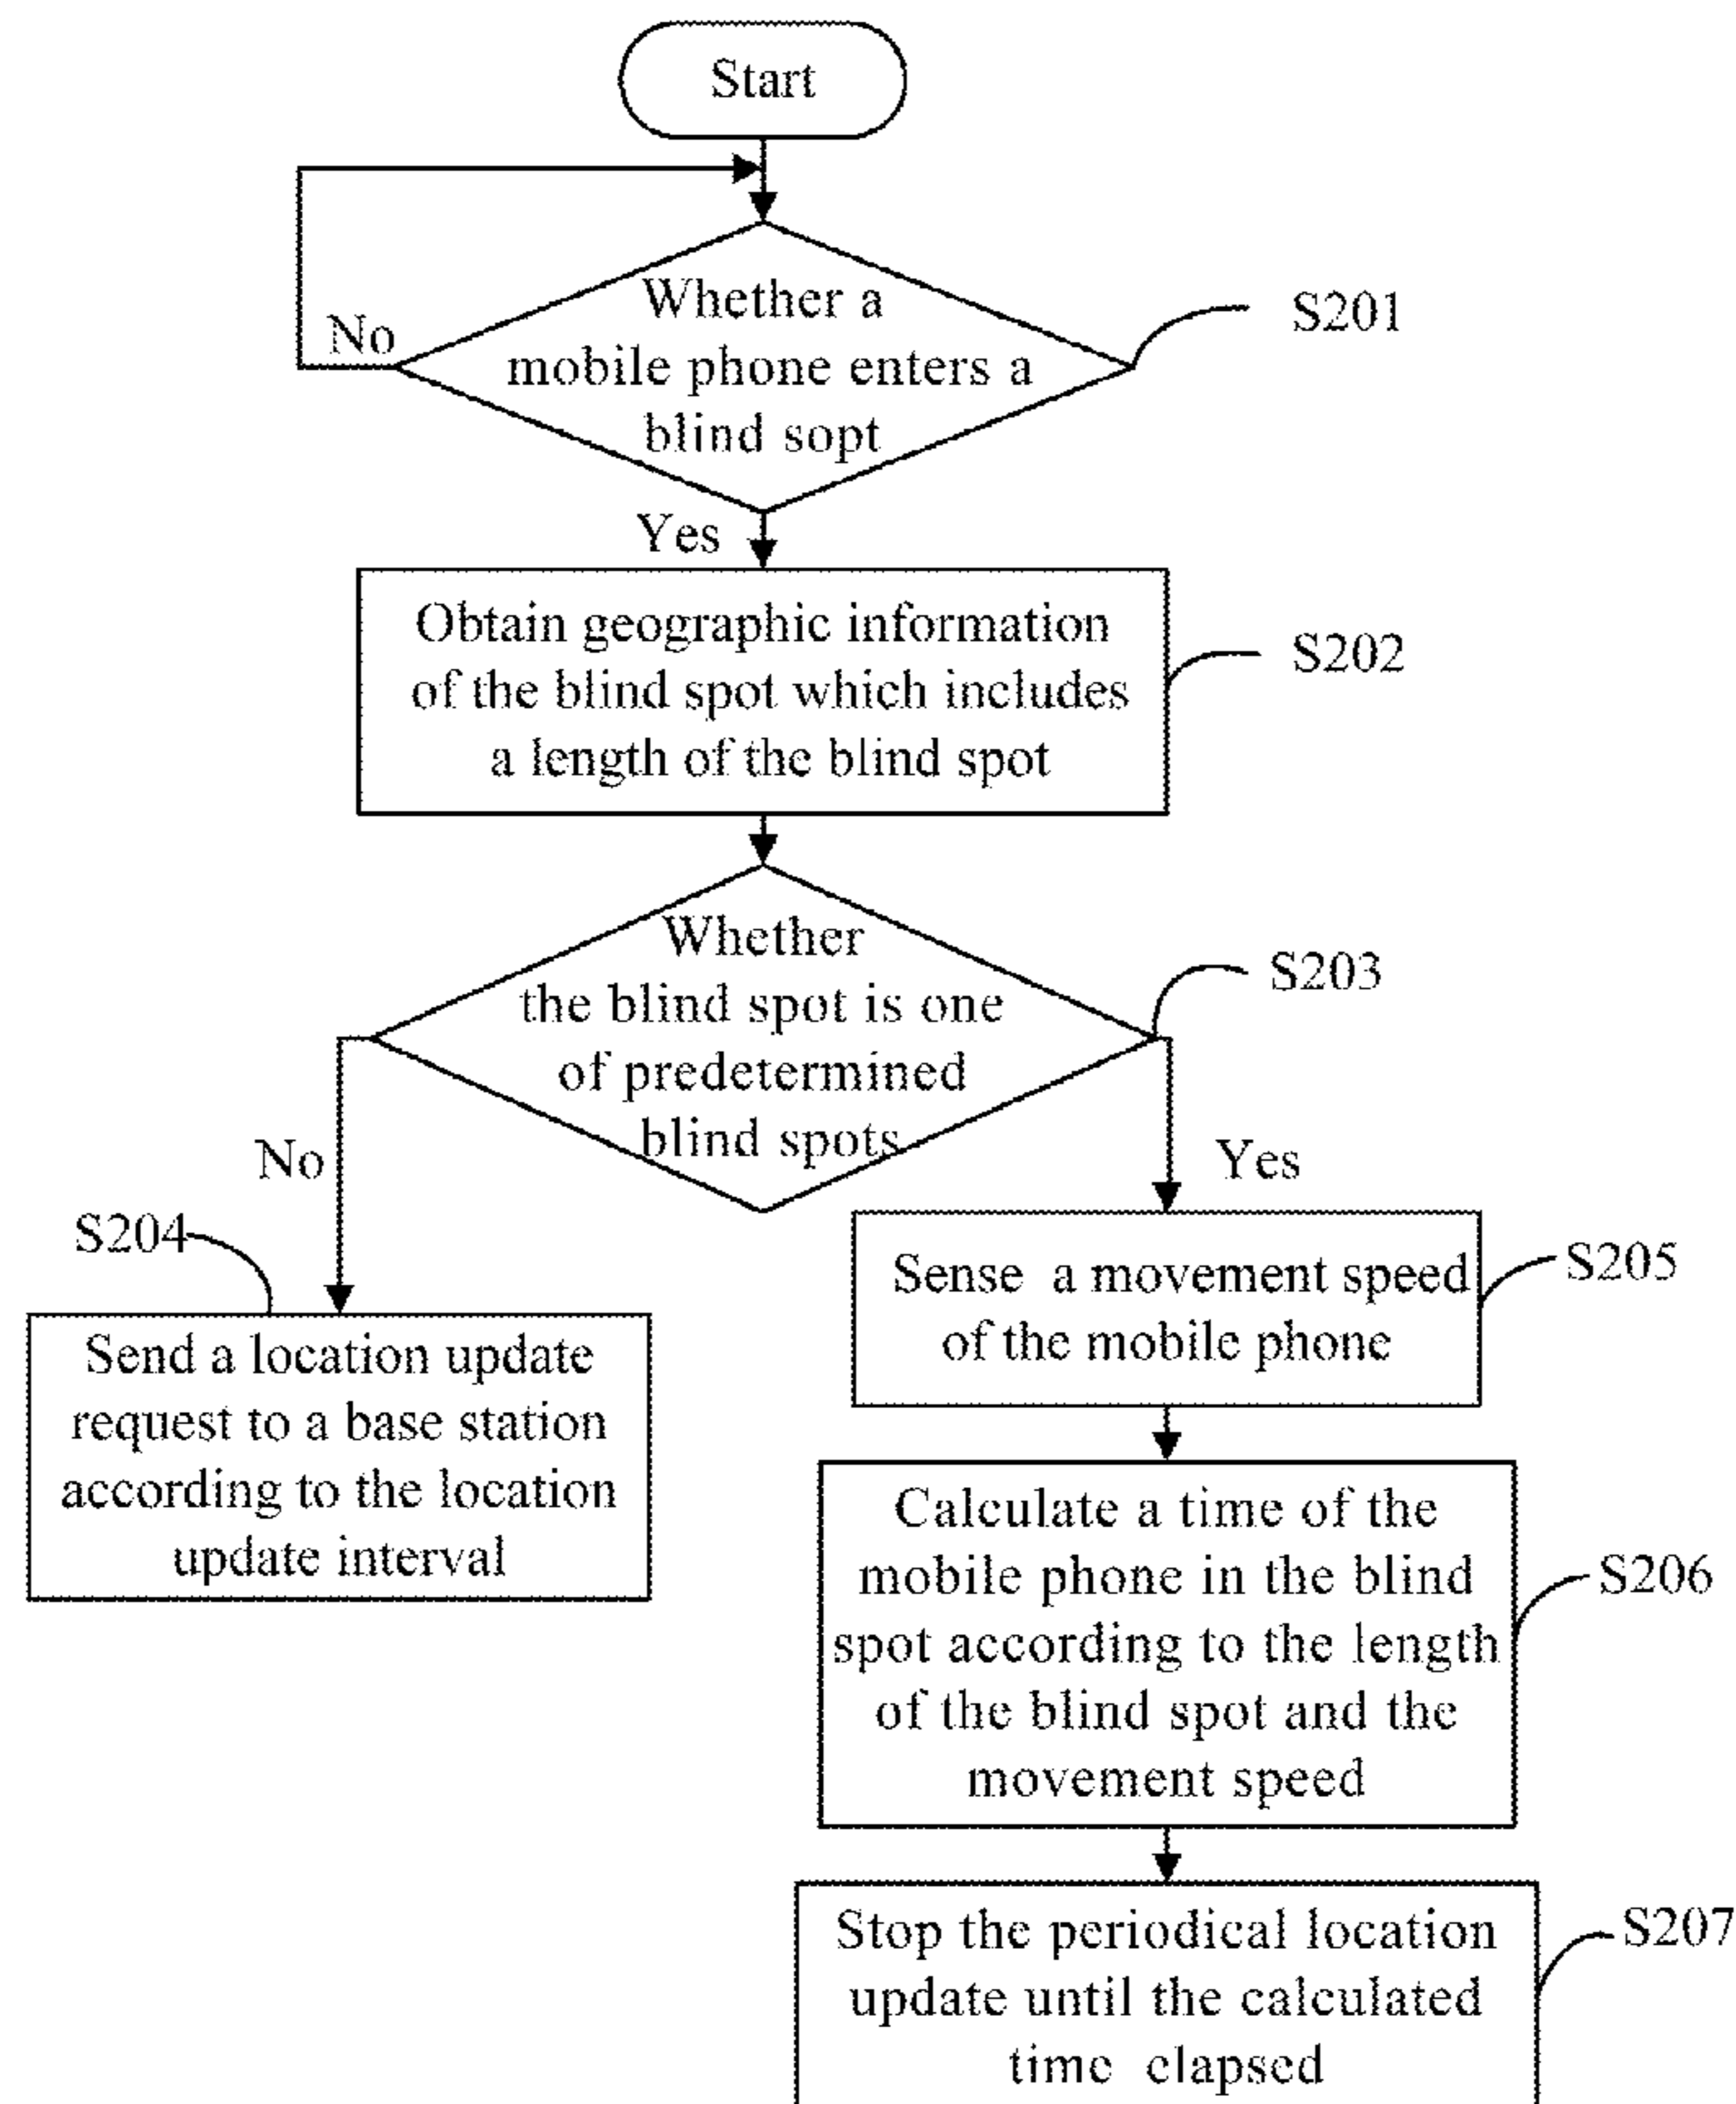 Start
No
Whether a
mobile phone enters a
blind sopt
S201
Yes
Obtain geographic information
of the blind spot which includes
a length of the blind spot
S202
Whether
the blind spot is one
of predetermined
blind spots
S203
No
Yes
S204
Send a location update
request to a base station
according to the location
update interval
Sense a movement speed
of the mobile phone
S205
Calculate a time of the
mobile phone in the blind
spot according to the length
of the blind spot and the
movement speed
S206
Stop the periodical location
update until the calculated
time elapsed
S207